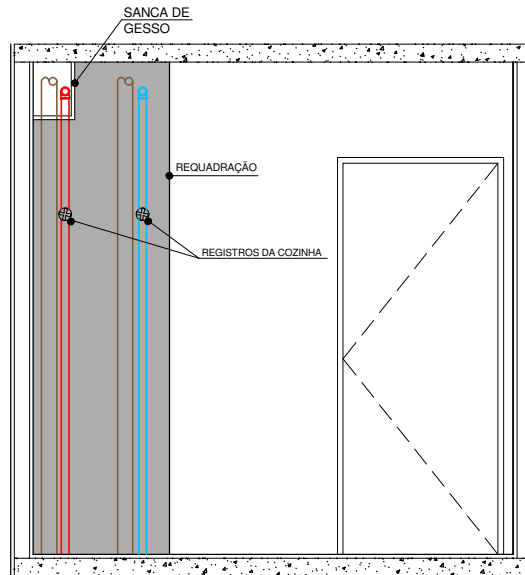 SANCA DE
GESSO
REQUADRAÇÃO
REGISTROS DA COZINHA